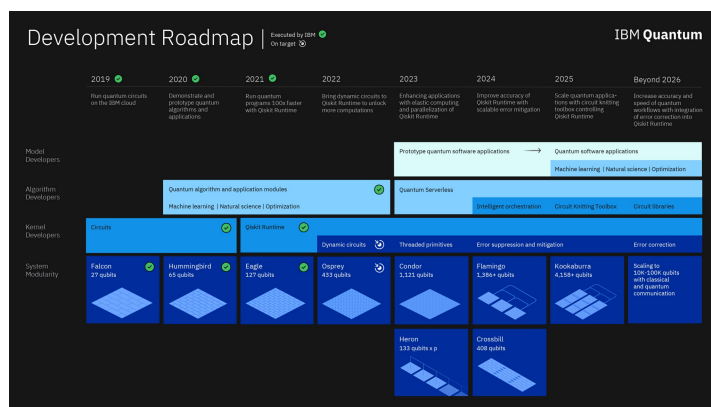 Development Roadmap
Executed by IBM
On target
IBM Quantum
2019
2020
2021
2022
2023
2024
2025
Beyond 2026
Run quantum circuits
on the IBM cloud
Demonstrate and
prototype quantum
algorithms and
applications
Run quantum
programs 100x faster
with Qiskit Runtime
Bring dynamic circuits to
Qiskit Runtime to unlock
more computations
Enhancing applications
with elastic computing
and parallelization of
Qiskit Runtime
Improve accuracy of
Qiskit Runtime with
scalable error mitigation
Scale quantum applica-
tions with circuit knitting
toolbox controlling
Qiskit Runtime
Increase accuracy and
speed of quantum
workflows with integration
of error correction into
Qiskit Runtime
Model
Developers
Prototype quantum software applications →
Quantum software applications
Machine learning | Natural science | Optimization
Algorithm
Developers
Quantum algorithm and application modules
Machine learning | Natural science | Optimization
Quantum Serverless
Intelligent orchestration
Circuit Knitting Toolbox
Circuit libraries
Kernel
Developers
Circuits
Qiskit Runtime
Dynamic circuits
Threaded primitives
Error suppression and mitigation
Error correction
System
Modularity
Falcon
27 qubits
Hummingbird
65 qubits
Eagle
127 qubits
Osprey
433 qubits
Condor
1,121 qubits
Flamingo
1,386+ qubits
Kookaburra
4,158+ qubits
Scaling to
10K-100K qubits
with classical
and quantum
communication
Heron
133 qubits x p
Crossbill
408 qubits